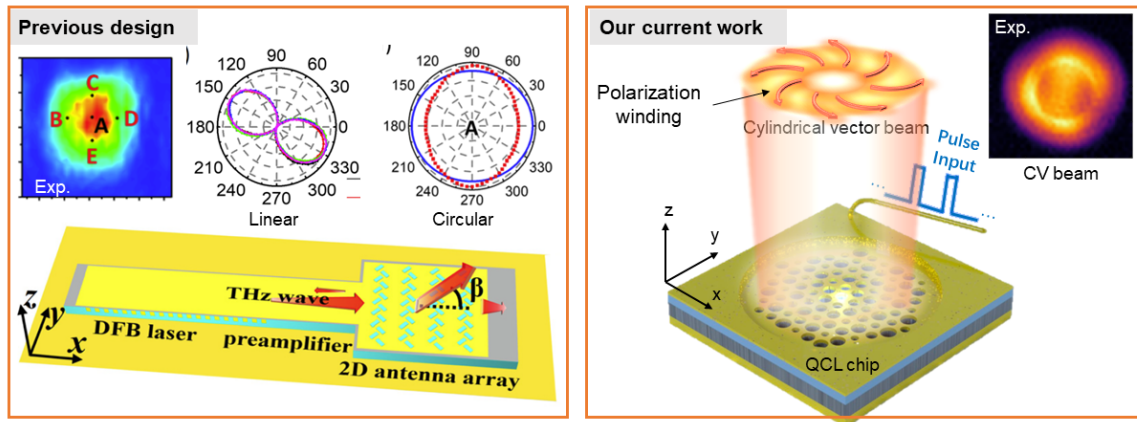 Previous design
C
B
A
D
E
Exp.
)
90
120
60
150
30
180
0
210
330
240
300
270
Linear
)
90
120
60
150
30
180
0
A
210
330
240
300
270
Circular
THz wave
β
z
y
x
DFB laser
preamplifier
2D antenna array
Our current work
Exp.
Polarization
winding
Cylindrical vector beam
Pulse
Input
...
...
CV beam
z
y
x
QCL chip